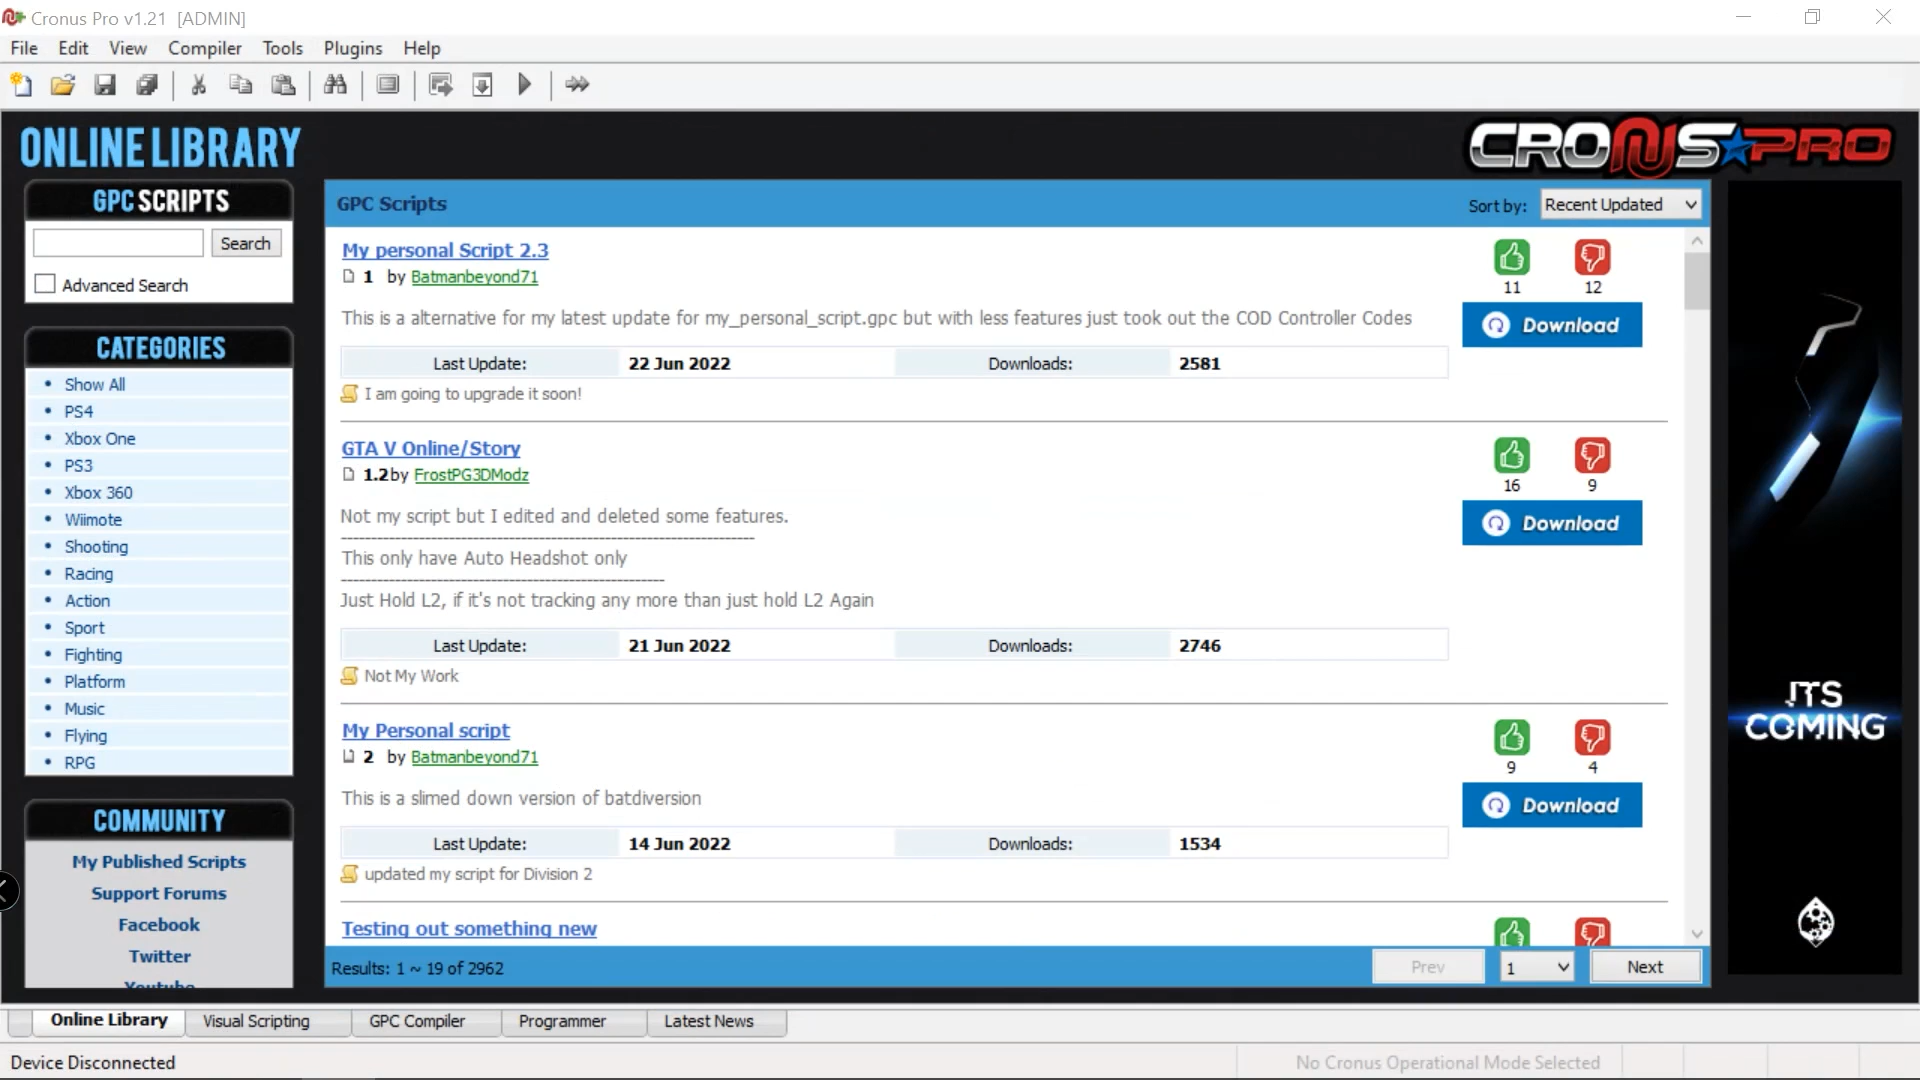 Cronus Pro v1.21 [ADMIN]
File Edit View Compiler Tools Plugins Help
ONLINE LIBRARY
CRONUS PRO
GPC SCRIPTS
Search
Advanced Search
CATEGORIES
• Show All
• PS4
• Xbox One
• PS3
• Xbox 360
• Wiimote
• Shooting
• Racing
• Action
• Sport
• Fighting
• Platform
• Music
• Flying
• RPG
COMMUNITY
My Published Scripts
Support Forums
Facebook
Twitter
Youtube
GPC Scripts
Sort by: Recent Updated
My personal Script 2.3
1 by Batmanbeyond71
11 12
This is a alternative for my latest update for my_personal_script.gpc but with less features just took out the COD Controller Codes
Download
Last Update: 22 Jun 2022 Downloads: 2581
I am going to upgrade it soon!
GTA V Online/Story
1.2by FrostPG3DModz
16 9
Not my script but I edited and deleted some features.
Download
---------------------------------------------------------------------
This only have Auto Headshot only
------------------------------------------------------
Just Hold L2, if it's not tracking any more than just hold L2 Again
Last Update: 21 Jun 2022 Downloads: 2746
Not My Work
My Personal script
2 by Batmanbeyond71
9 4
This is a slimed down version of batdiversion
Download
Last Update: 14 Jun 2022 Downloads: 1534
updated my script for Division 2
Testing out something new
Results: 1 ~ 19 of 2962
Prev 1 Next
ITS
COMING
Online Library Visual Scripting GPC Compiler Programmer Latest News
Device Disconnected
No Cronus Operational Mode Selected